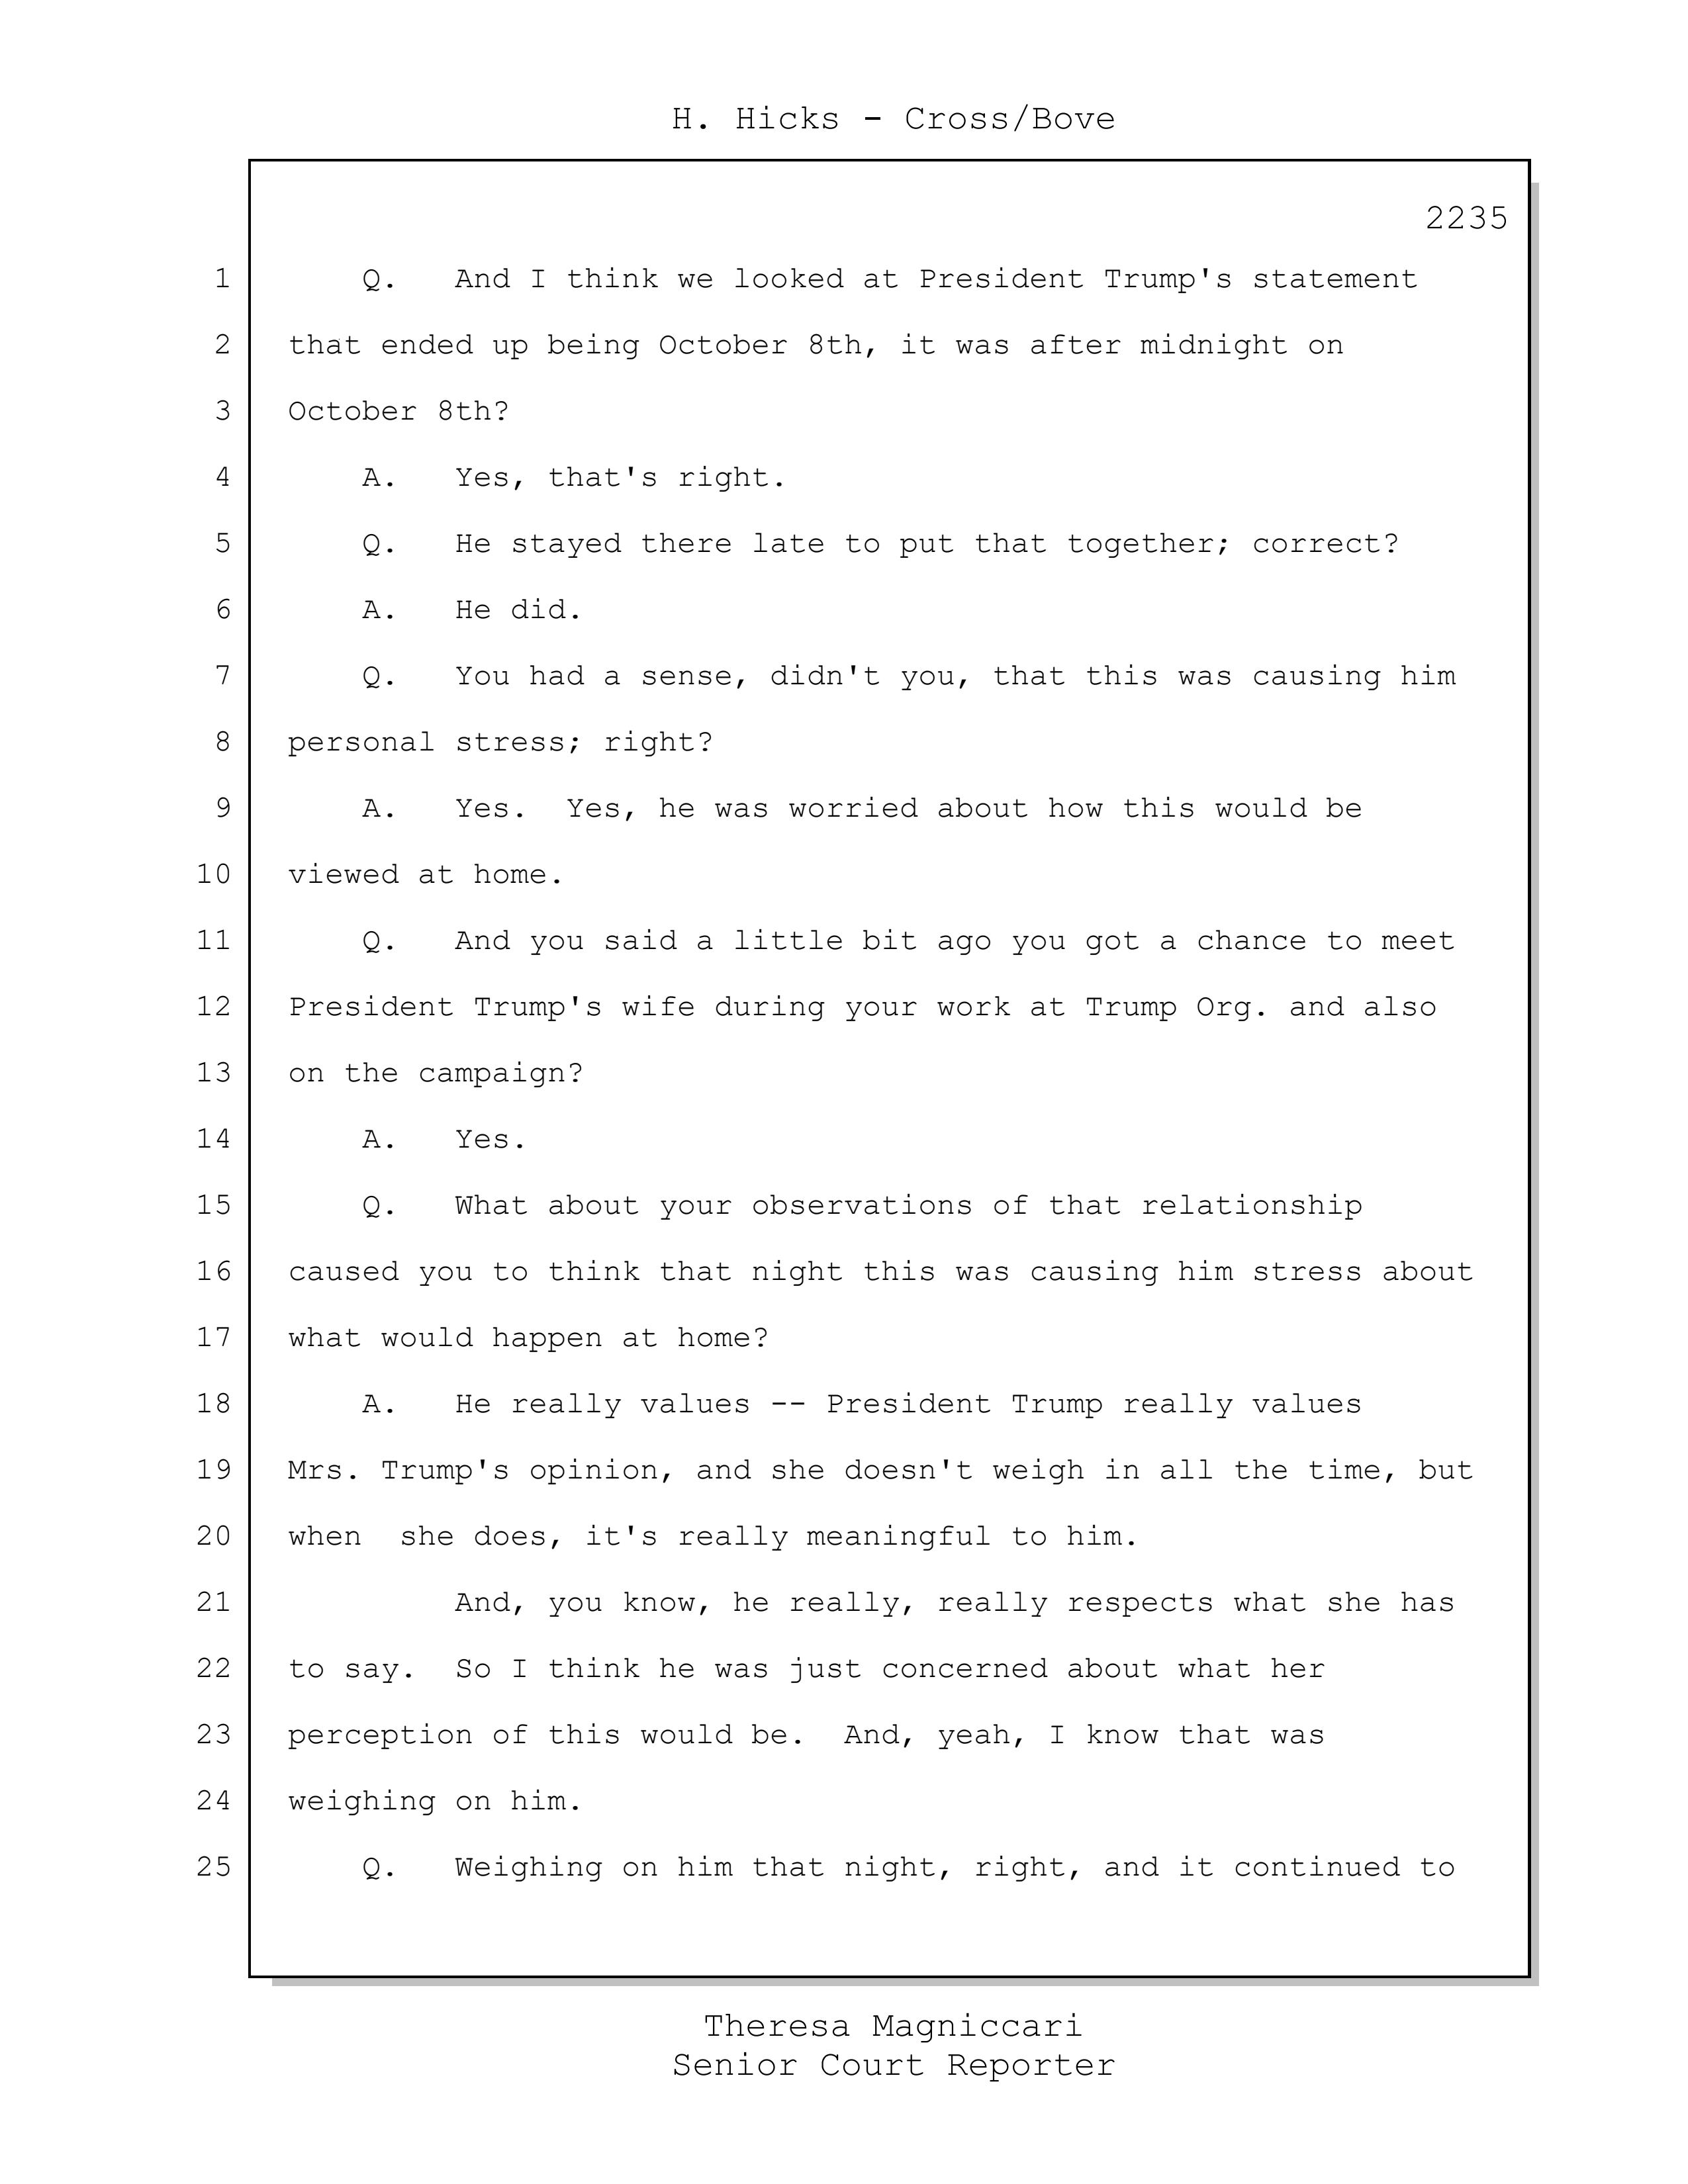 H. Hicks - Cross/Bove
2235
1 Q. And I think we looked at President Trump's statement
2 that ended up being October 8th, it was after midnight on
3 October 8th?
4 A. Yes, that's right.
5 Q. He stayed there late to put that together; correct?
6 A. He did.
7 Q. You had a sense, didn't you, that this was causing him
8 personal stress; right?
9 A. Yes.  Yes, he was worried about how this would be
10 viewed at home.
11 Q. And you said a little bit ago you got a chance to meet
12 President Trump's wife during your work at Trump Org. and also
13 on the campaign?
14 A. Yes.
15 Q. What about your observations of that relationship
16 caused you to think that night this was causing him stress about
17 what would happen at home?
18 A. He really values -- President Trump really values
19 Mrs. Trump's opinion, and she doesn't weigh in all the time, but
20 when  she does, it's really meaningful to him.
21 And, you know, he really, really respects what she has
22 to say.  So I think he was just concerned about what her
23 perception of this would be.  And, yeah, I know that was
24 weighing on him.
25 Q. Weighing on him that night, right, and it continued to
Theresa Magniccari
Senior Court Reporter